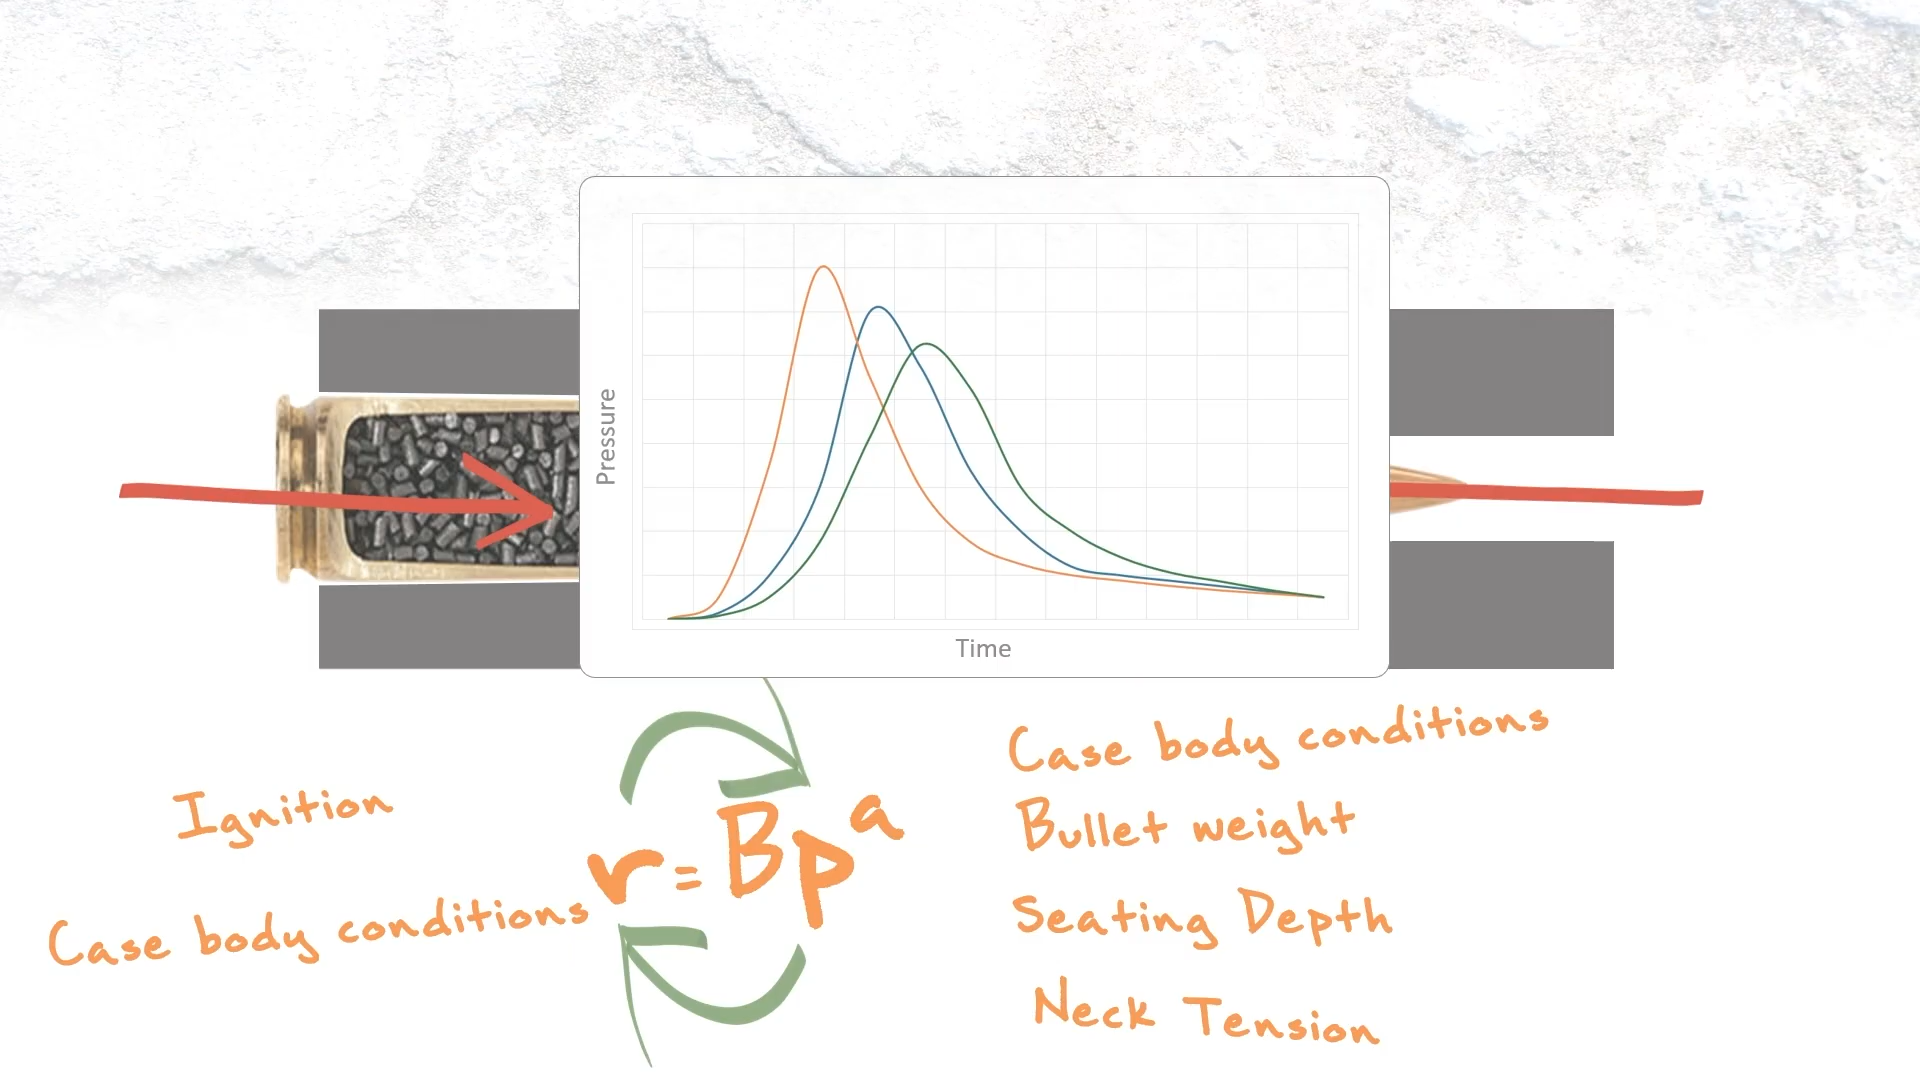 Pressure
Time
Ignition
Case body conditions
r = Bp^a
Case body conditions
Bullet weight
Seating Depth
Neck Tension